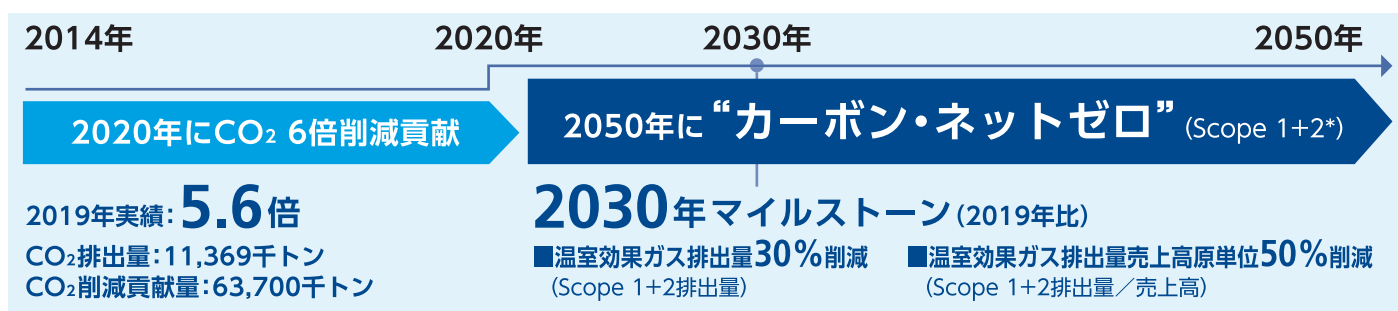 2014年
2020年
2030年
2050年
2020年にCO₂ 6倍削減貢献
2050年に“カーボン・ネットゼロ”(Scope 1+2*)
2019年実績:5.6倍
CO₂排出量:11,369千トン
CO₂削減貢献量:63,700千トン
2030年マイルストーン(2019年比)
■温室効果ガス排出量30%削減
(Scope 1+2排出量)
■温室効果ガス排出量売上高原単位50%削減
(Scope 1+2排出量/売上高)